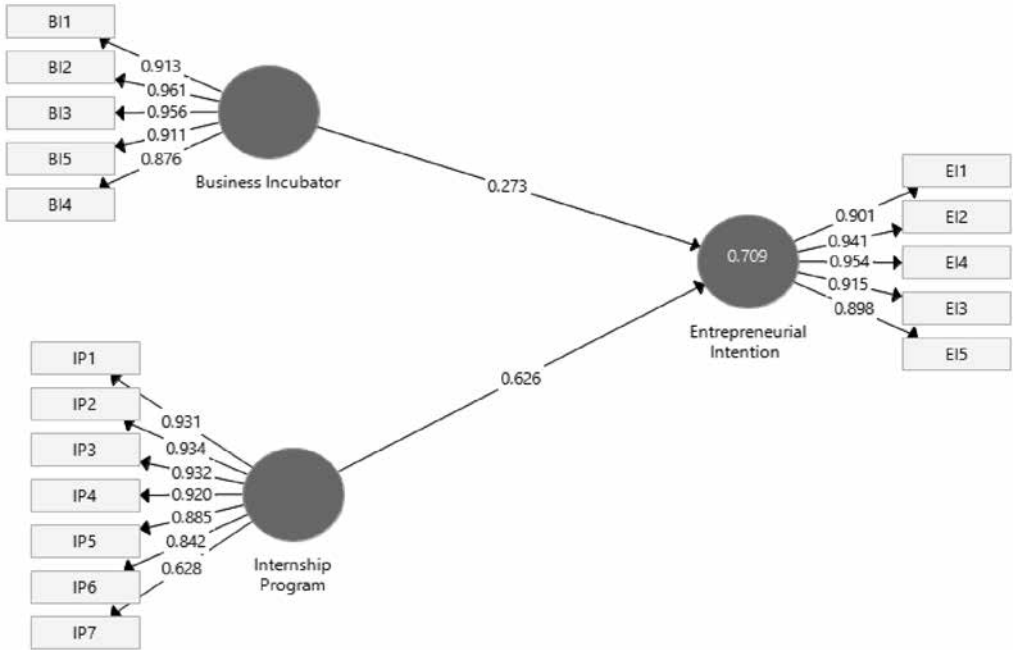 BI1
BI2
BI3
BI5
BI4
0.913
0.961
0.956
0.911
0.876
Business Incubator
0.273
0.709
Entrepreneurial
Intention
0.901
0.941
0.954
0.915
0.898
EI1
EI2
EI4
EI3
EI5
0.626
IP1
IP2
IP3
IP4
IP5
IP6
IP7
0.931
0.934
0.932
0.920
0.885
0.842
0.628
Internship
Program